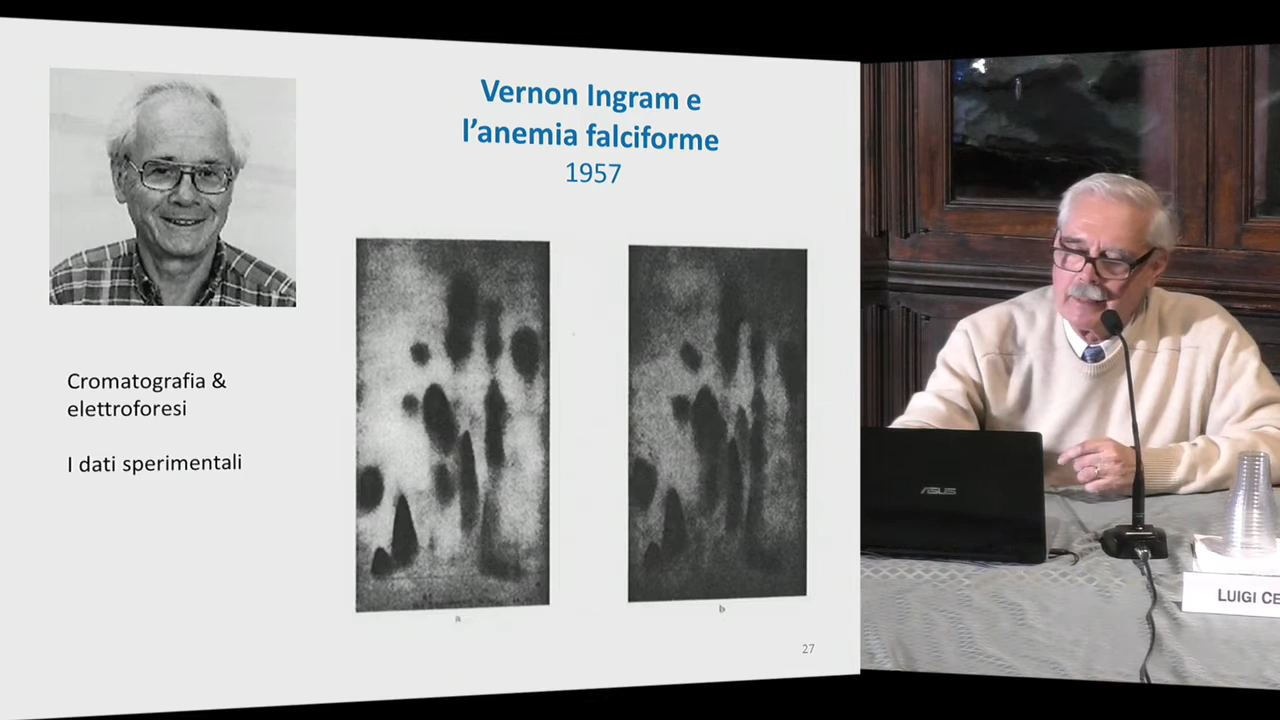 Vernon Ingram e
l'anemia falciforme
1957
Cromatografia &
elettroforesi
I dati sperimentali
a
b
27
ASUS
LUIGI CE